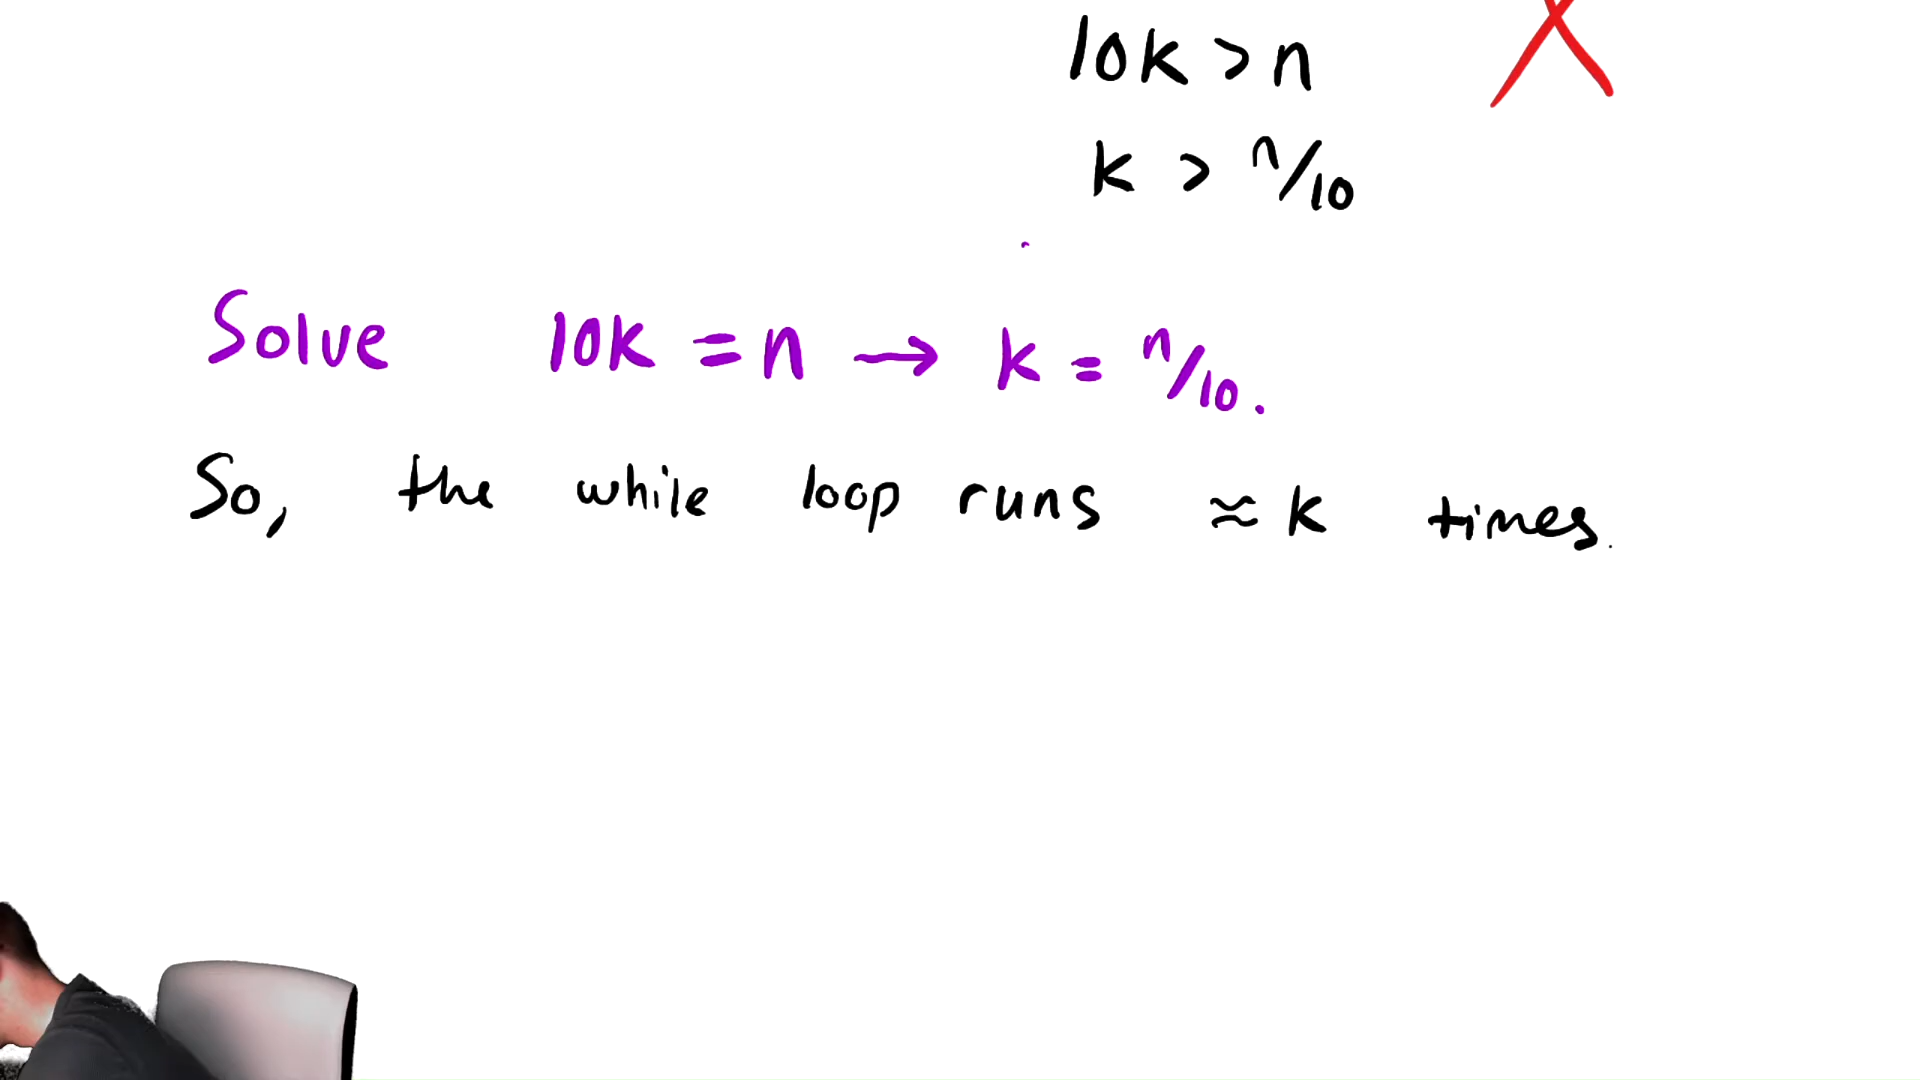 10k > n
k > n/10
Solve 10k = n → k = n/10.
So, the while loop runs ≈ k times.